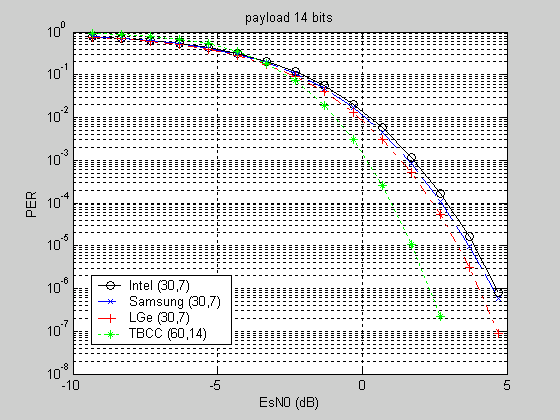 payload 14 bits
10^0
10^-1
10^-2
10^-3
10^-4
10^-5
10^-6
10^-7
10^-8
PER
Intel (30,7)
Samsung (30,7)
LGe (30,7)
TBCC (60,14)
-10 -5 0 5
EsN0 (dB)